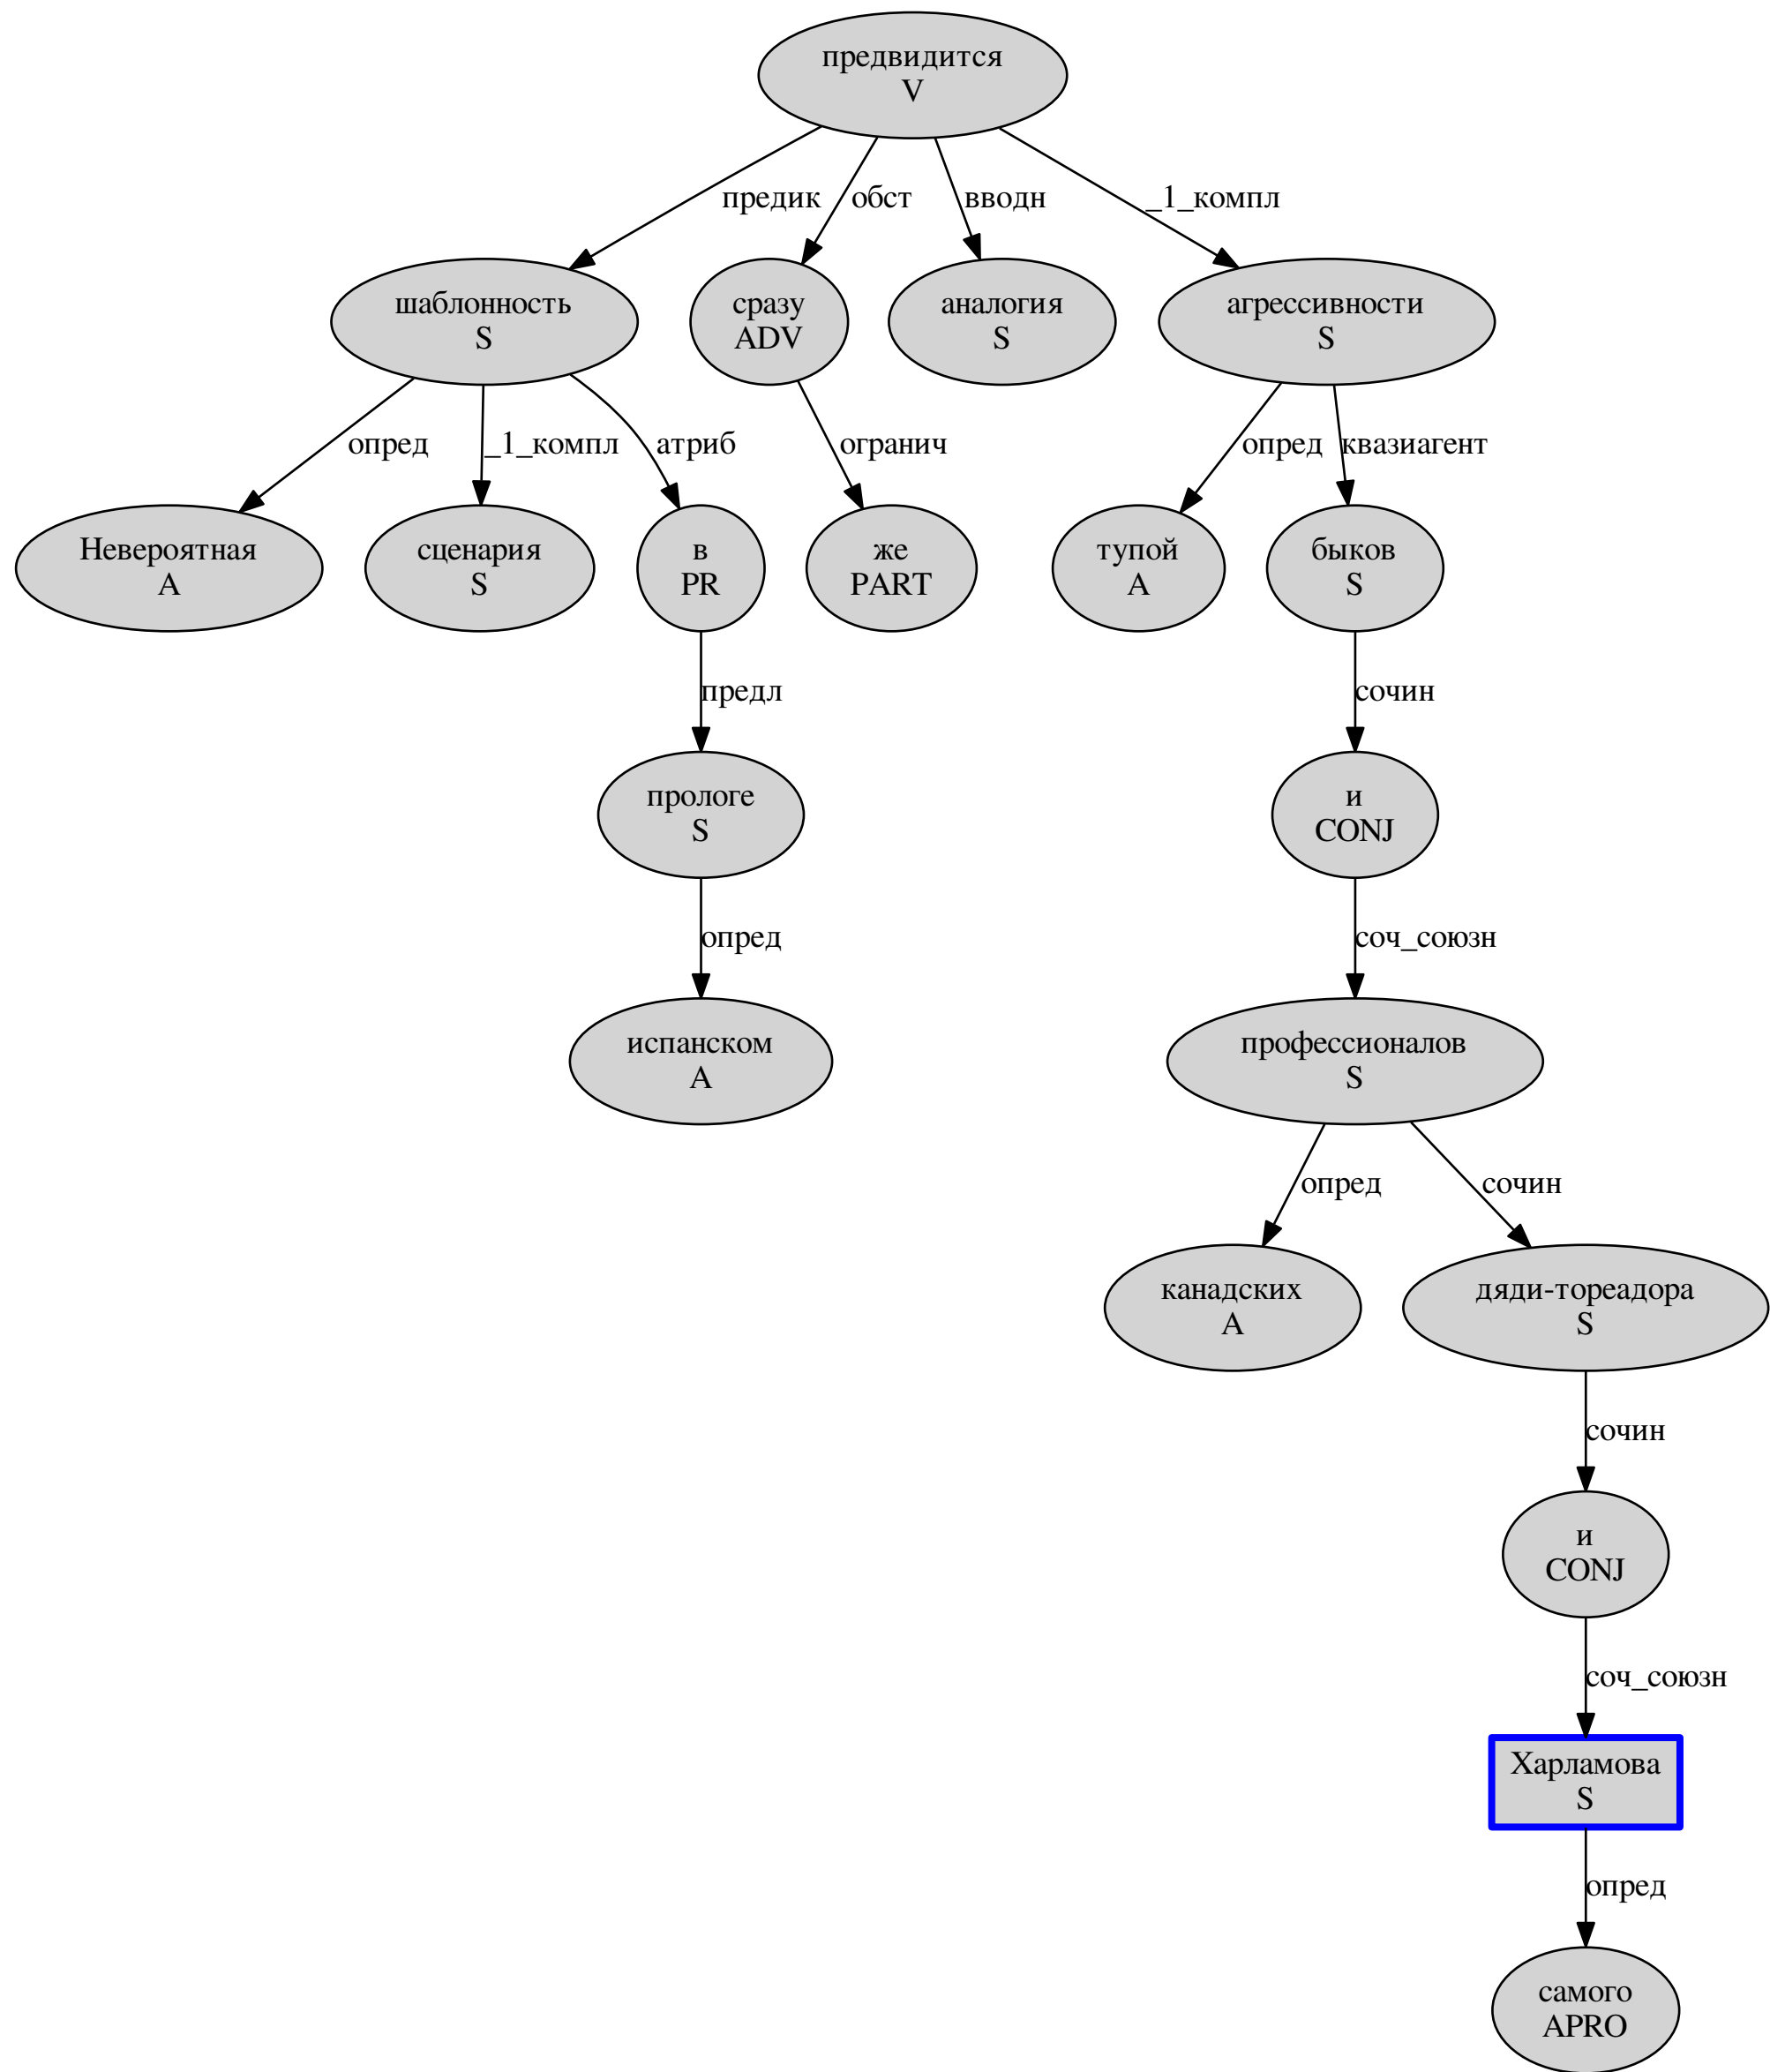 предвидится
V
предик
обст
вводн
_1_компл
шаблонность
S
сразу
ADV
аналогия
S
агрессивности
S
опред
_1_компл
атриб
огранич
опред
квазиагент
Невероятная
A
сценария
S
в
PR
же
PART
тупой
A
быков
S
предл
сочин
прологе
S
и
CONJ
опред
соч_союзн
испанском
A
профессионалов
S
опред
сочин
канадских
A
дяди-тореадора
S
сочин
и
CONJ
соч_союзн
Харламова
S
опред
самого
APRO